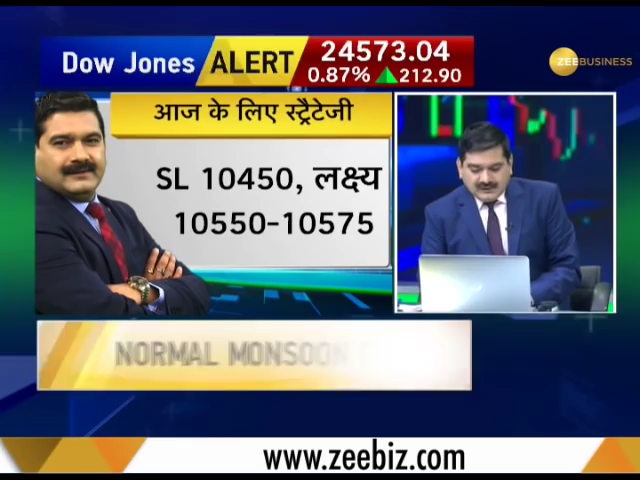 Dow Jones
ALERT
24573.04
0.87% 212.90
ZEEBUSINESS
आज के लिए स्ट्रैटेजी
SL 10450, लक्ष्य
10550-10575
NORMAL MONSOON
www.zeebiz.com